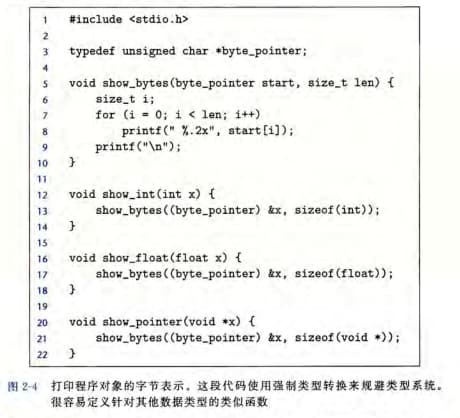 1 #include <stdio.h>
2
3 typedef unsigned char *byte_pointer;
4
5 void show_bytes(byte_pointer start, size_t len) {
6     size_t i;
7     for (i = 0; i < len; i++)
8         printf(" %.2x", start[i]);
9     printf("\n");
10 }
11
12 void show_int(int x) {
13     show_bytes((byte_pointer) &x, sizeof(int));
14 }
15
16 void show_float(float x) {
17     show_bytes((byte_pointer) &x, sizeof(float));
18 }
19
20 void show_pointer(void *x) {
21     show_bytes((byte_pointer) &x, sizeof(void *));
22 }
图 2-4 打印程序对象的字节表示。这段代码使用强制类型转换来规避类型系统。
很容易定义针对其他数据类型的类似函数